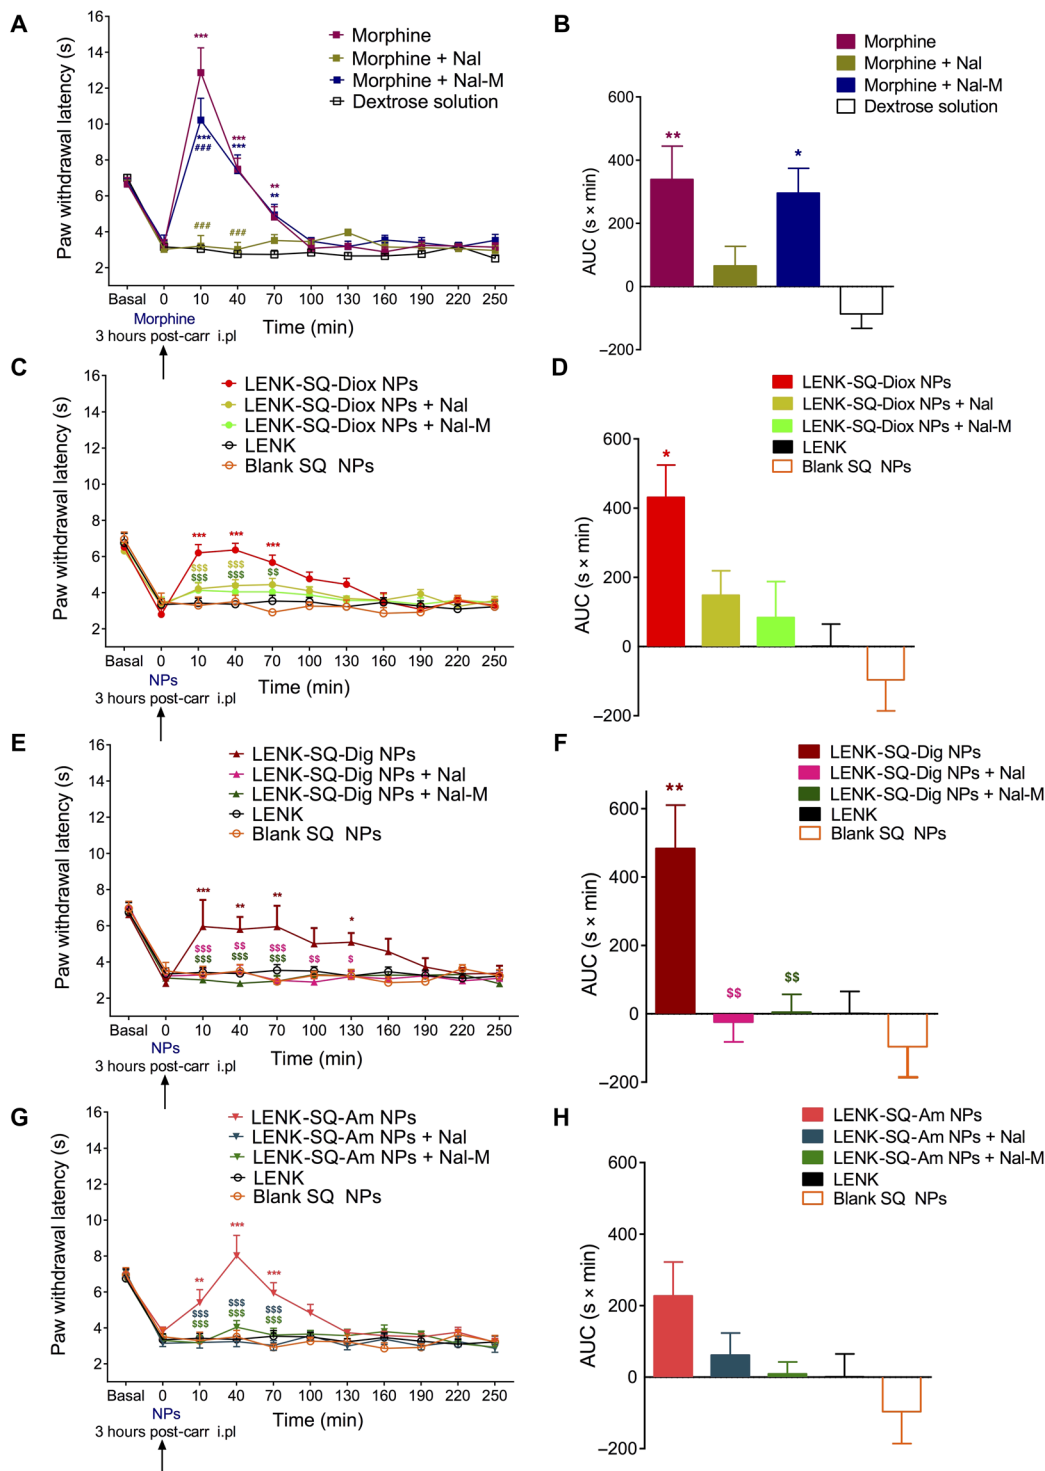 A
Paw withdrawal latency (s)
16
14
12
10
8
6
4
2
Morphine
Morphine + Nal
Morphine + Nal-M
Dextrose solution
***
***
###
***
***
**
**
###
###
Basal 0 10 40 70 100 130 160 190 220 250
Morphine
Time (min)
3 hours post-carr i.pl
B
AUC (s × min)
Morphine
Morphine + Nal
Morphine + Nal-M
Dextrose solution
600
400
200
0
–200
**
*
C
Paw withdrawal latency (s)
16
14
12
10
8
6
4
2
LENK-SQ-Diox NPs
LENK-SQ-Diox NPs + Nal
LENK-SQ-Diox NPs + Nal-M
LENK
Blank SQ NPs
*** *** ***
$$$ $$$
$$$ $$$ $$
Basal 0 10 40 70 100 130 160 190 220 250
NPs
Time (min)
3 hours post-carr i.pl
D
AUC (s × min)
LENK-SQ-Diox NPs
LENK-SQ-Diox NPs + Nal
LENK-SQ-Diox NPs + Nal-M
LENK
Blank SQ NPs
600
400
200
0
–200
*
E
Paw withdrawal latency (s)
16
14
12
10
8
6
4
2
LENK-SQ-Dig NPs
LENK-SQ-Dig NPs + Nal
LENK-SQ-Dig NPs + Nal-M
LENK
Blank SQ NPs
*** ** ** *
$$$ $$ $$$ $$ $
$$$ $$$ $$$
Basal 0 10 40 70 100 130 160 190 220 250
NPs
Time (min)
3 hours post-carr i.pl
F
AUC (s × min)
LENK-SQ-Dig NPs
LENK-SQ-Dig NPs + Nal
LENK-SQ-Dig NPs + Nal-M
LENK
Blank SQ NPs
600
400
200
0
–200
**
$$
$$
G
Paw withdrawal latency (s)
16
14
12
10
8
6
4
2
LENK-SQ-Am NPs
LENK-SQ-Am NPs + Nal
LENK-SQ-Am NPs + Nal-M
LENK
Blank SQ NPs
** *** ***
$$$ $$$ $$$
$$$ $$$ $$$
Basal 0 10 40 70 100 130 160 190 220 250
NPs
Time (min)
3 hours post-carr i.pl
H
AUC (s × min)
LENK-SQ-Am NPs
LENK-SQ-Am NPs + Nal
LENK-SQ-Am NPs + Nal-M
LENK
Blank SQ NPs
600
400
200
0
–200